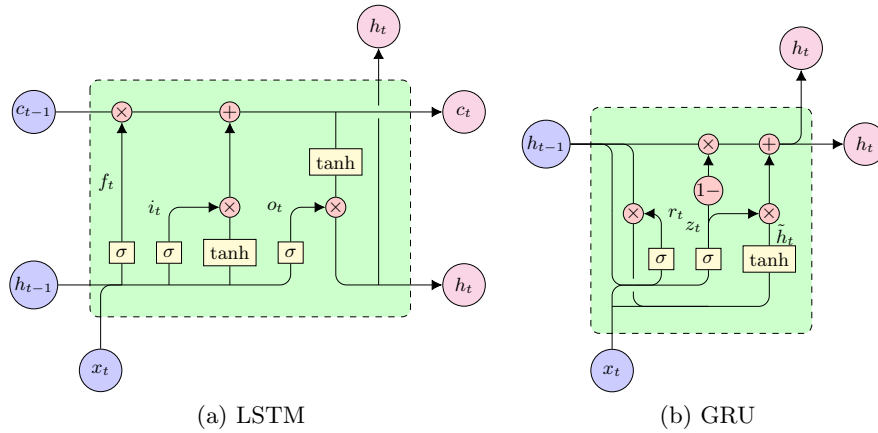 h_t
h_t
c_{t−1} × + c_t
h_{t−1} × + h_t
tanh
f_t 1−
i_t × o_t × × r_t z_t ×
h̃_t
σ σ tanh σ σ σ tanh
h_{t−1} h_t
x_t x_t
(a) LSTM (b) GRU